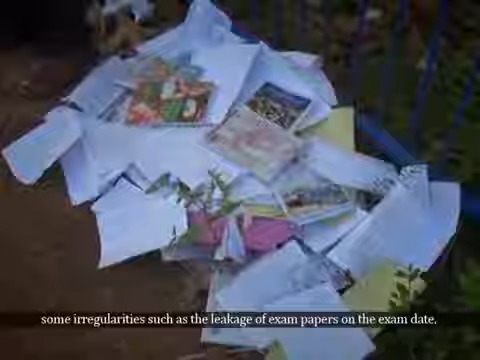 some irregularities such as the leakage of exam papers on the exam date.